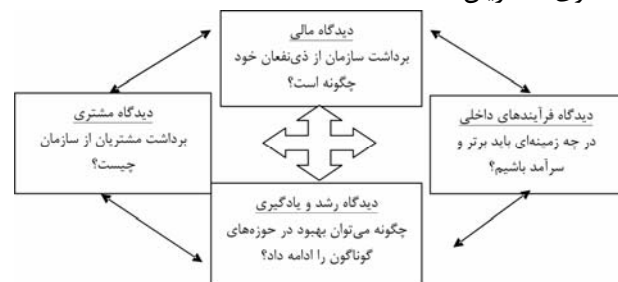 دیدگاه مالی
برداشت سازمان از ذی‌نفعان خود
چگونه است؟
دیدگاه فرآیندهای داخلی
در چه زمینه‌ای باید برتر و
سرآمد باشیم؟
دیدگاه مشتری
برداشت مشتریان از سازمان
چیست؟
دیدگاه رشد و یادگیری
چگونه می‌توان بهبود در حوزه‌های
گوناگون را ادامه داد؟